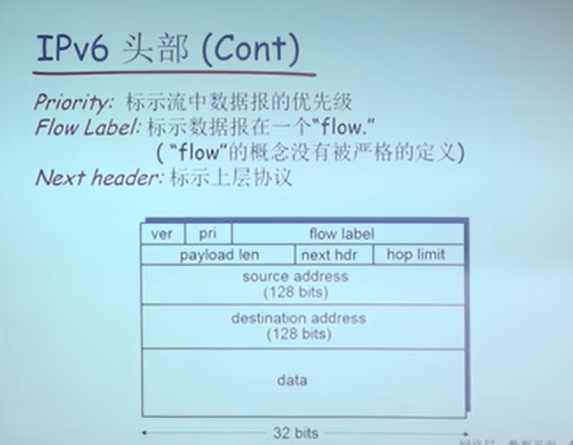 IPv6 头部 (Cont)
Priority: 标示流中数据报的优先级
Flow Label: 标示数据报在一个“flow.”
( “flow”的概念没有被严格的定义)
Next header: 标示上层协议
ver pri flow label
payload len next hdr hop limit
source address
(128 bits)
destination address
(128 bits)
data
32 bits